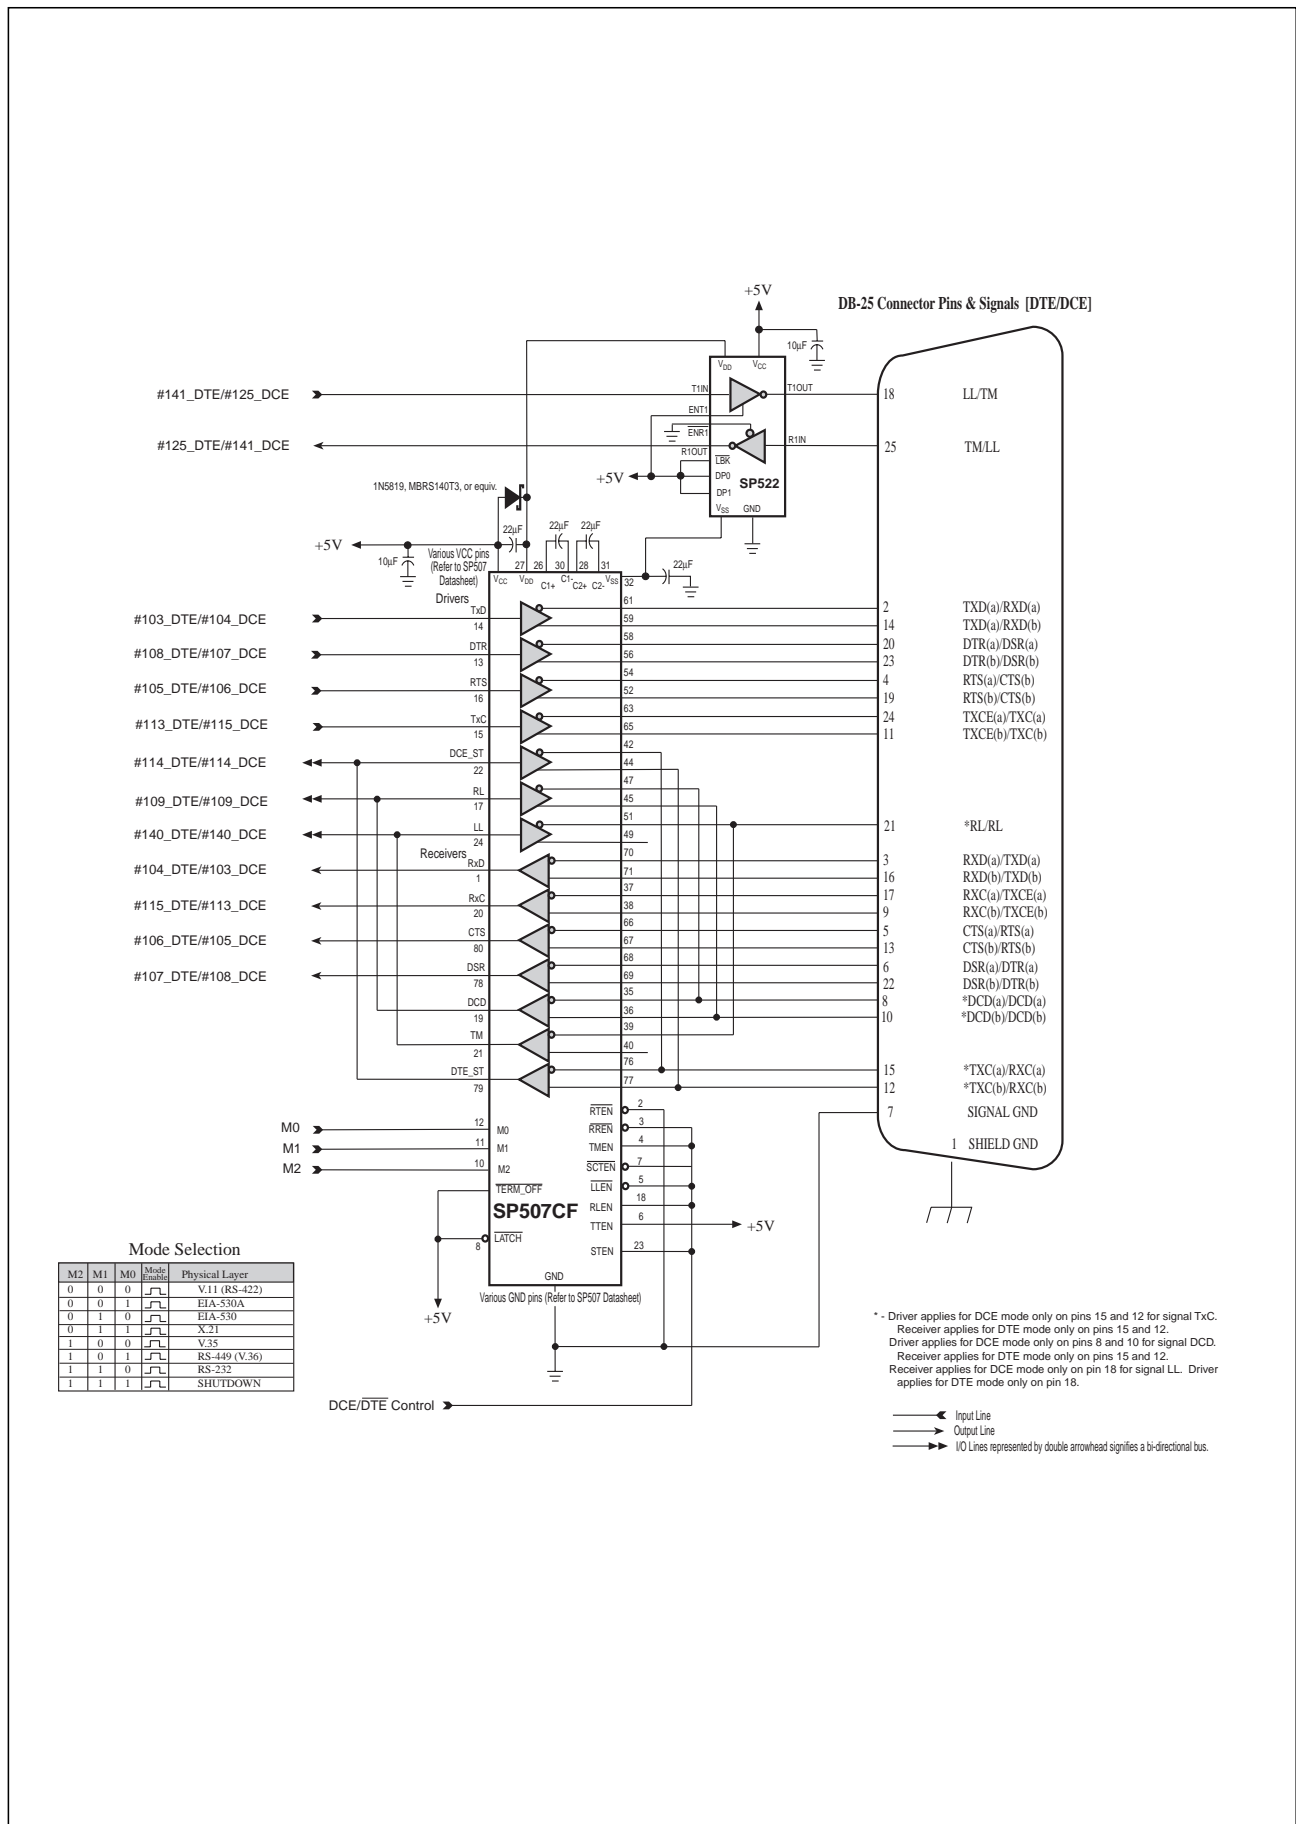 +5V
DB-25 Connector Pins & Signals [DTE/DCE]
10µF
VDD
VCC
#141_DTE/#125_DCE
T1IN
T1OUT
18
LL/TM
ENT1
ENR1
#125_DTE/#141_DCE
R1IN
25
TM/LL
R1OUT
LBK
+5V
DP0
SP522
DP1
1N5819, MBRS140T3, or equiv.
VSS
GND
22µF
22µF
22µF
+5V
10µF
Various VCC pins
(Refer to SP507
Datasheet)
27
26
30
28
31
22µF
VCC
VDD
C1+
C1-
C2+
C2-
VSS
32
Drivers
#103_DTE/#104_DCE
TxD
14
61
59
2
TXD(a)/RXD(a)
14
TXD(a)/RXD(b)
#108_DTE/#107_DCE
DTR
13
58
56
20
DTR(a)/DSR(a)
23
DTR(b)/DSR(b)
#105_DTE/#106_DCE
RTS
16
54
52
4
RTS(a)/CTS(b)
19
RTS(b)/CTS(b)
#113_DTE/#115_DCE
TxC
15
63
65
24
TXCE(a)/TXC(a)
11
TXCE(b)/TXC(b)
#114_DTE/#114_DCE
DCE_ST
22
42
44
#109_DTE/#109_DCE
RL
17
47
45
#140_DTE/#140_DCE
LL
24
51
49
21
*RL/RL
Receivers
#104_DTE/#103_DCE
RxD
1
70
71
3
RXD(a)/TXD(a)
16
RXD(b)/TXD(b)
#115_DTE/#113_DCE
RxC
20
37
38
17
RXC(a)/TXCE(a)
9
RXC(b)/TXCE(b)
#106_DTE/#105_DCE
CTS
80
66
67
5
CTS(a)/RTS(a)
13
CTS(b)/RTS(b)
#107_DTE/#108_DCE
DSR
78
68
69
6
DSR(a)/DTR(a)
22
DSR(b)/DTR(b)
DCD
19
35
36
8
*DCD(a)/DCD(a)
10
*DCD(b)/DCD(b)
TM
21
39
40
DTE_ST
79
76
77
15
*TXC(a)/RXC(a)
12
*TXC(b)/RXC(b)
RTEN
2
7
SIGNAL GND
M0
12
M0
RREN
3
M1
11
M1
TMEN
4
1
SHIELD GND
M2
10
M2
SCTEN
7
TERM_OFF
LLEN
5
SP507CF
RLEN
18
TTEN
6
+5V
8
LATCH
STEN
23
GND
Various GND pins (Refer to SP507 Datasheet)
+5V
DCE/DTE Control
Mode Selection
M2 M1 M0 Mode Enable Physical Layer
0 0 0 V.11 (RS-422)
0 0 1 EIA-530A
0 1 0 EIA-530
0 1 1 X.21
1 0 0 V.35
1 0 1 RS-449 (V.36)
1 1 0 RS-232
1 1 1 SHUTDOWN
* - Driver applies for DCE mode only on pins 15 and 12 for signal TxC.
Receiver applies for DTE mode only on pins 15 and 12.
Driver applies for DCE mode only on pins 8 and 10 for signal DCD.
Receiver applies for DTE mode only on pins 15 and 12.
Receiver applies for DCE mode only on pin 18 for signal LL. Driver
applies for DTE mode only on pin 18.
Input Line
Output Line
I/O Lines represented by double arrowhead signifies a bi-directional bus.